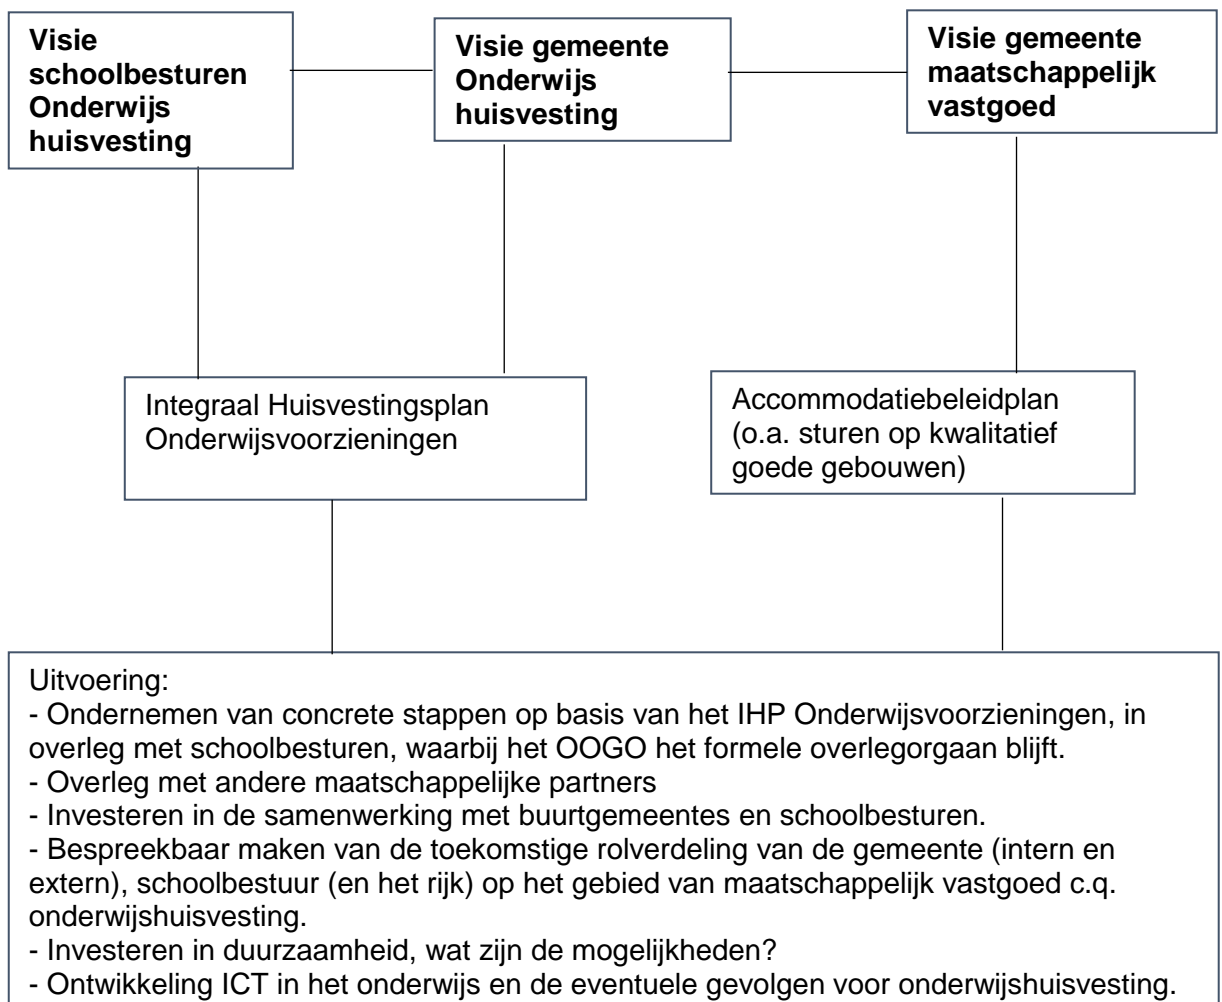 Visie
schoolbesturen
Onderwijs
huisvesting
Visie gemeente
Onderwijs
huisvesting
Visie gemeente
maatschappelijk
vastgoed
Integraal Huisvestingsplan
Onderwijsvoorzieningen
Accommodatiebeleidplan
(o.a. sturen op kwalitatief
goede gebouwen)
Uitvoering:
- Ondernemen van concrete stappen op basis van het IHP Onderwijsvoorzieningen, in
overleg met schoolbesturen, waarbij het OOGO het formele overlegorgaan blijft.
- Overleg met andere maatschappelijke partners
- Investeren in de samenwerking met buurtgemeentes en schoolbesturen.
- Bespreekbaar maken van de toekomstige rolverdeling van de gemeente (intern en
extern), schoolbestuur (en het rijk) op het gebied van maatschappelijk vastgoed c.q.
onderwijshuisvesting.
- Investeren in duurzaamheid, wat zijn de mogelijkheden?
- Ontwikkeling ICT in het onderwijs en de eventuele gevolgen voor onderwijshuisvesting.